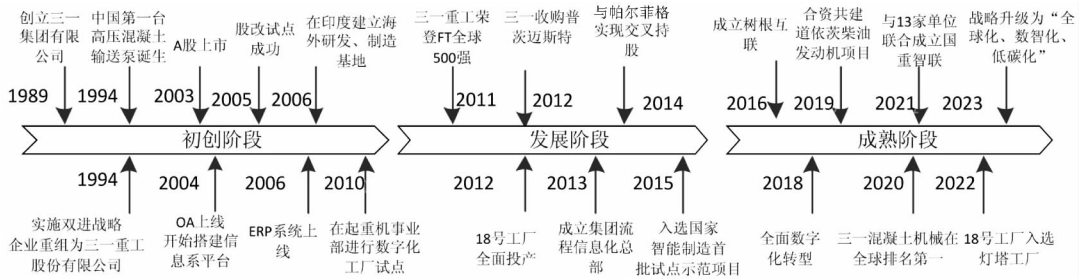 创立三一
集团有限
公司
中国第一台
高压混凝土
输送泵诞生
A股上市
股改试点
成功
在印度建立海
外研发、制造
基地
三一重工荣
登FT全球
500强
三一收购普
茨迈斯特
与帕尔菲格
实现交叉持
股
成立树根互
联
合资共建
道依茨柴油
发动机项目
与13家单位
联合成立国
重智联
战略升级为“全
球化、数智化、
低碳化”
1989
1994
2003
2005
2006
2011
2012
2014
2016
2019
2021
2023
初创阶段
发展阶段
成熟阶段
1994
2004
2006
2010
2012
2013
2015
2018
2020
2022
实施双进战略
企业重组为三一重工
股份有限公司
OA上线
开始搭建信
息系平台
ERP系统上
线
在起重机事业
部进行数字化
工厂试点
18号工厂
全面投产
成立集团流
程信息化总
部
入选国家
智能制造首
批试点示范项目
全面数字
化转型
三一混凝土机械在
全球排名第一
18号工厂入选
灯塔工厂